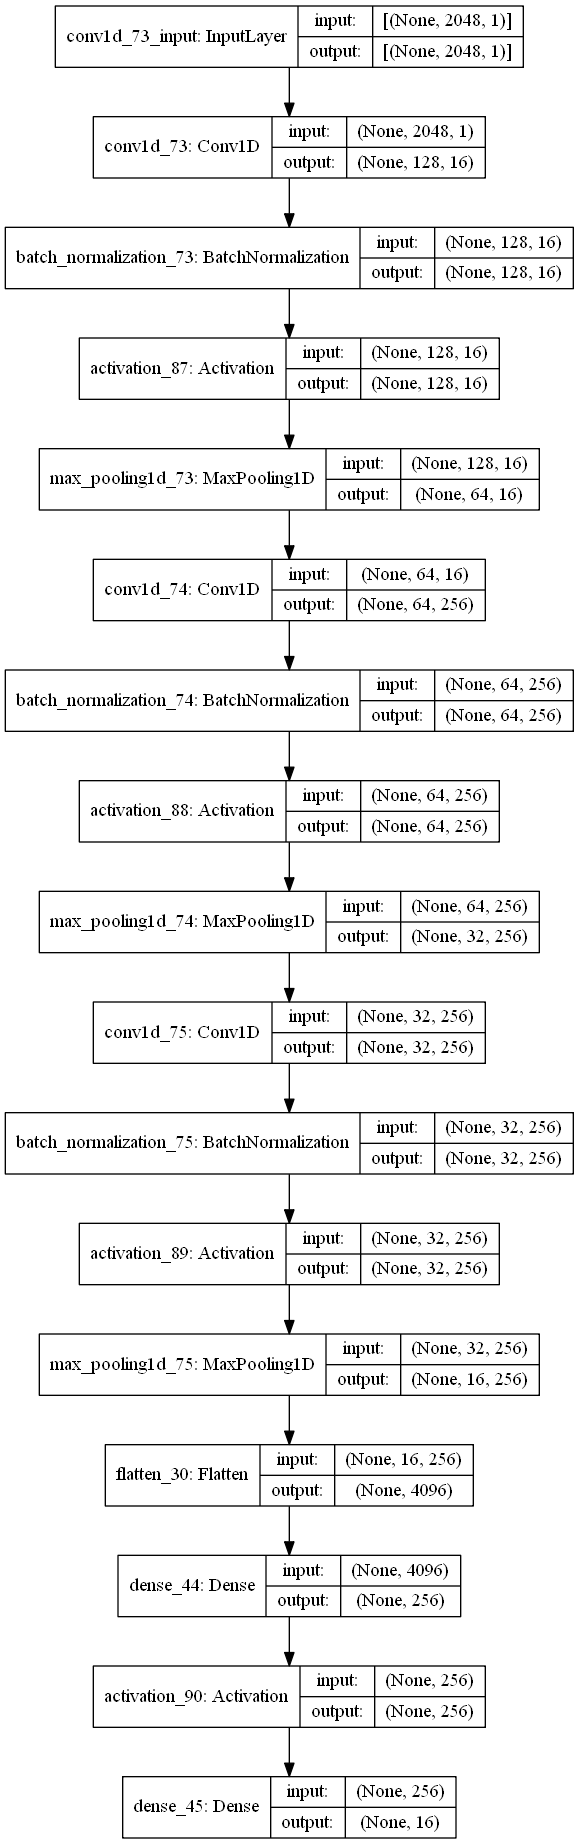 conv1d_73_input: InputLayer
input: [(None, 2048, 1)]
output: [(None, 2048, 1)]
conv1d_73: Conv1D
input: (None, 2048, 1)
output: (None, 128, 16)
batch_normalization_73: BatchNormalization
input: (None, 128, 16)
output: (None, 128, 16)
activation_87: Activation
input: (None, 128, 16)
output: (None, 128, 16)
max_pooling1d_73: MaxPooling1D
input: (None, 128, 16)
output: (None, 64, 16)
conv1d_74: Conv1D
input: (None, 64, 16)
output: (None, 64, 256)
batch_normalization_74: BatchNormalization
input: (None, 64, 256)
output: (None, 64, 256)
activation_88: Activation
input: (None, 64, 256)
output: (None, 64, 256)
max_pooling1d_74: MaxPooling1D
input: (None, 64, 256)
output: (None, 32, 256)
conv1d_75: Conv1D
input: (None, 32, 256)
output: (None, 32, 256)
batch_normalization_75: BatchNormalization
input: (None, 32, 256)
output: (None, 32, 256)
activation_89: Activation
input: (None, 32, 256)
output: (None, 32, 256)
max_pooling1d_75: MaxPooling1D
input: (None, 32, 256)
output: (None, 16, 256)
flatten_30: Flatten
input: (None, 16, 256)
output: (None, 4096)
dense_44: Dense
input: (None, 4096)
output: (None, 256)
activation_90: Activation
input: (None, 256)
output: (None, 256)
dense_45: Dense
input: (None, 256)
output: (None, 16)